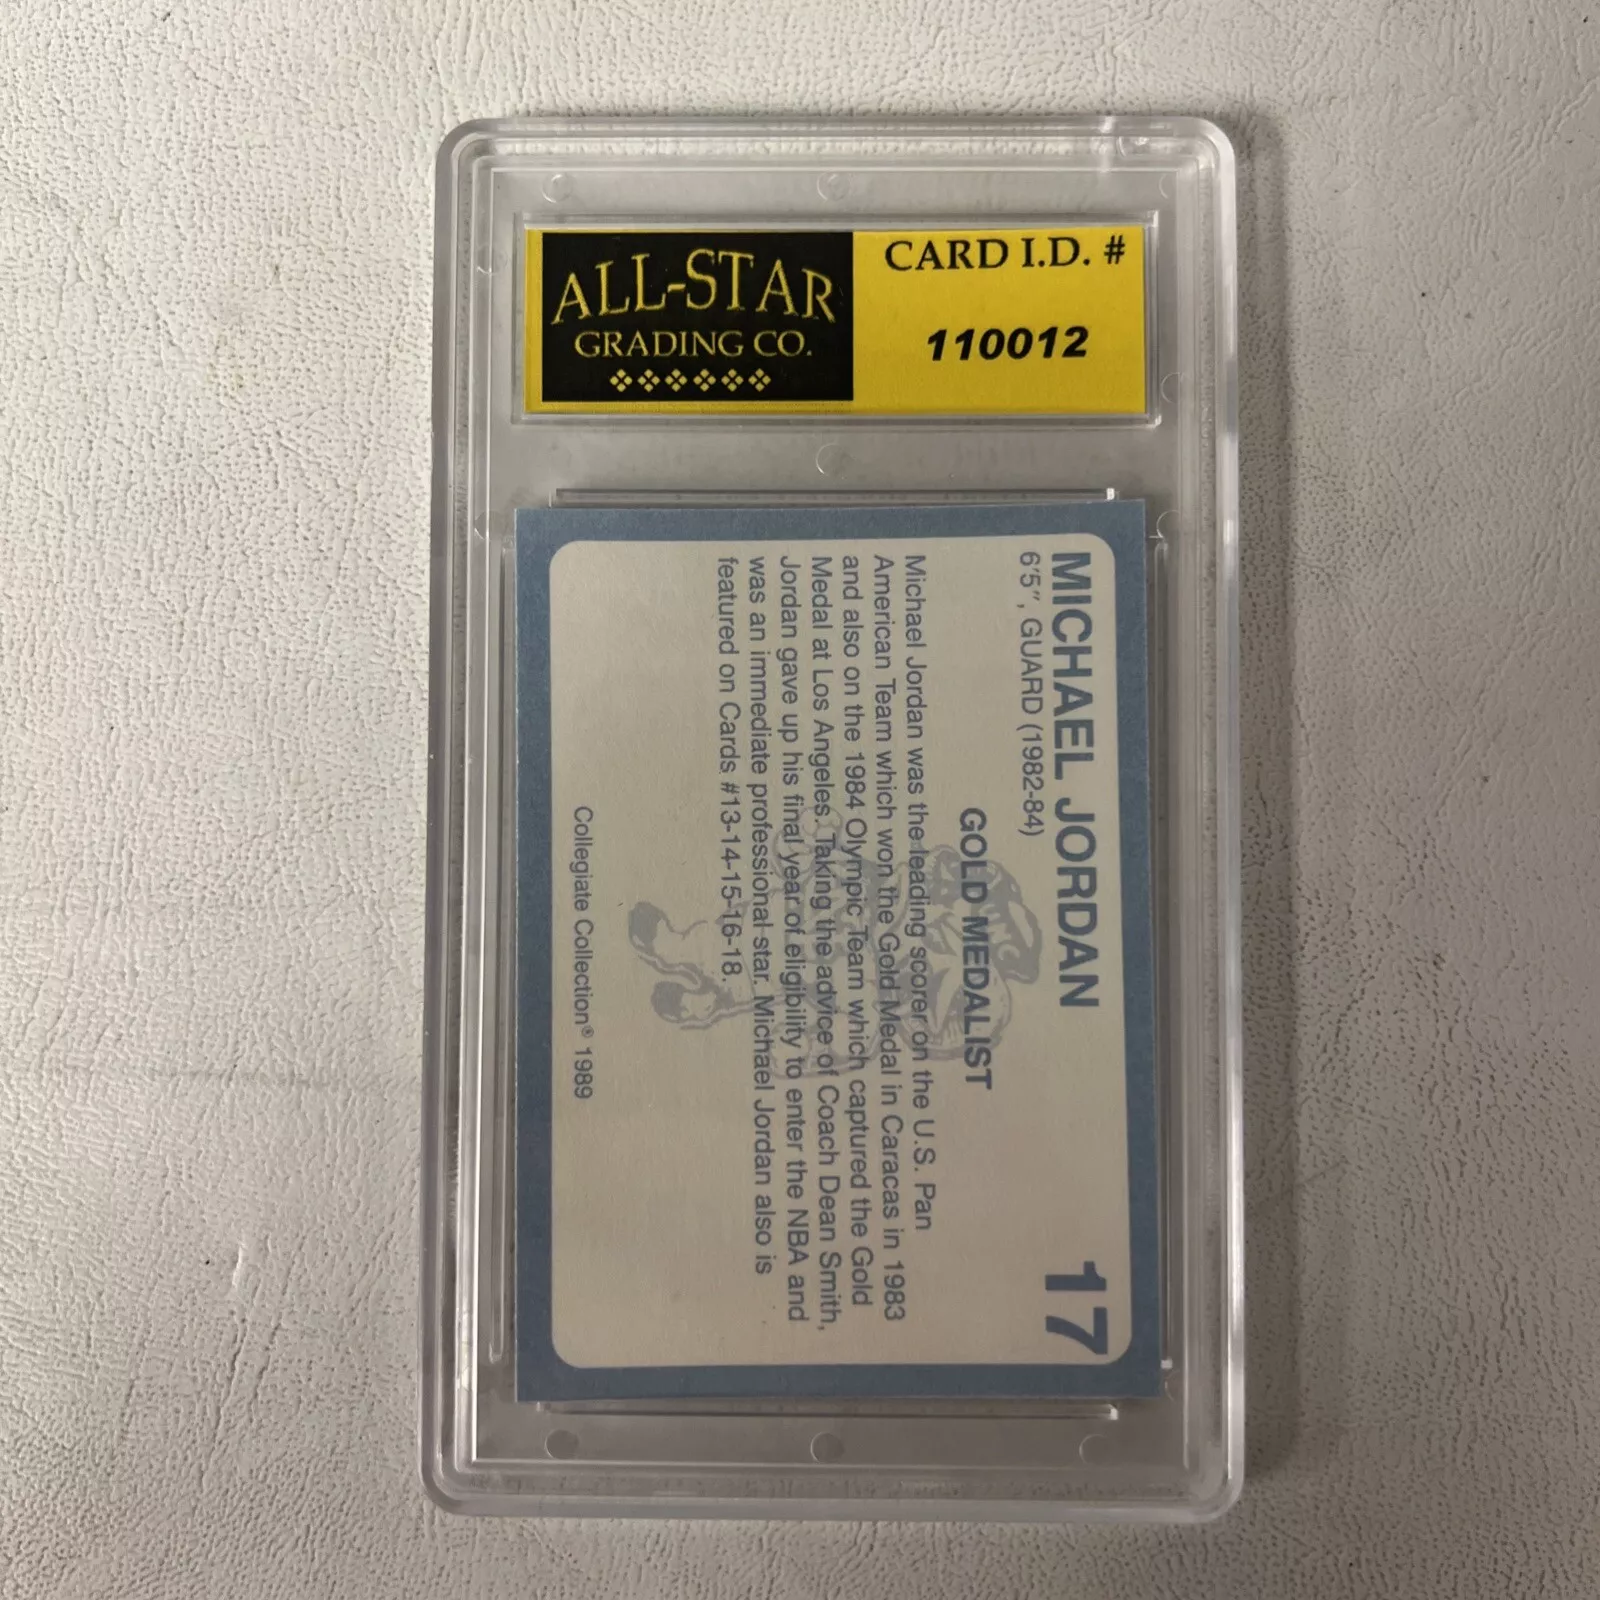 ALL-STAR
GRADING CO.
CARD I.D. #
110012
MICHAEL JORDAN
17
6'5", GUARD (1982-84)
GOLD MEDALIST
Michael Jordan was the leading scorer on the U.S. Pan
American Team which won the Gold Medal in Caracas in 1983
and also on the 1984 Olympic Team which captured the Gold
Medal at Los Angeles. Taking the advice of Coach Dean Smith,
Jordan gave up his final year of eligibility to enter the NBA and
was an immediate professional star. Michael Jordan also is
featured on Cards #13-14-15-16-18.
Collegiate Collection® 1989